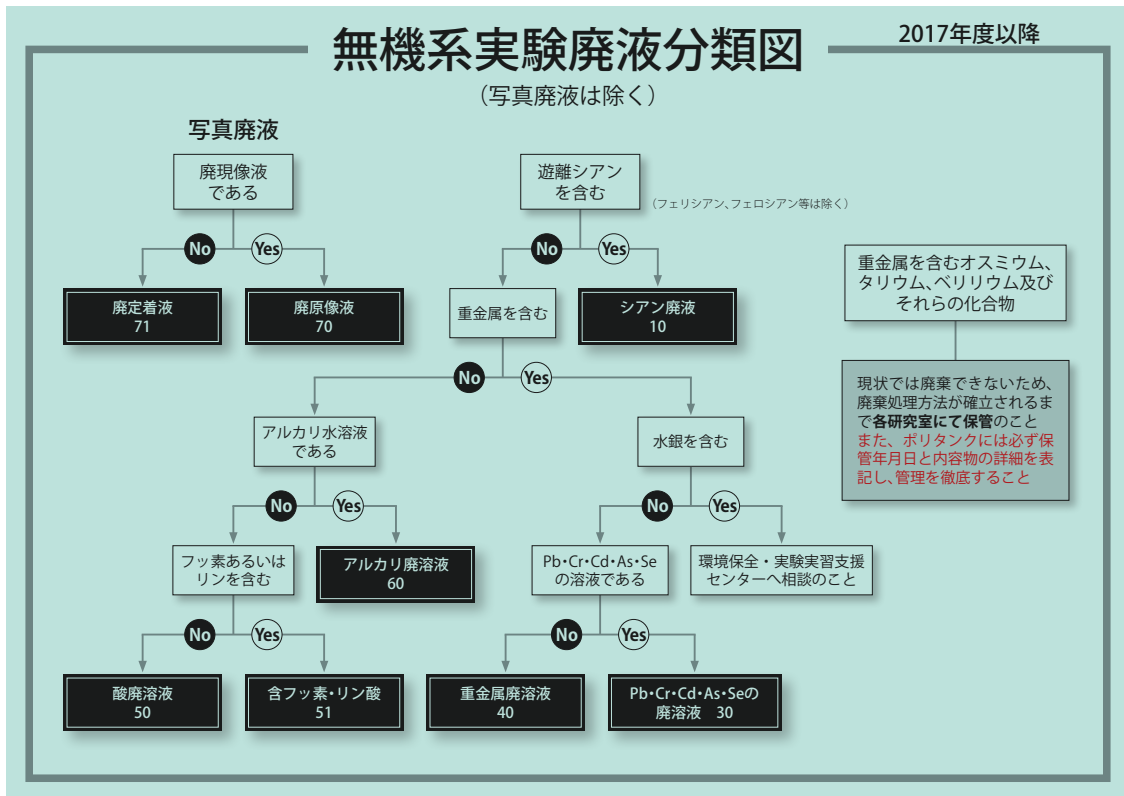 2017年度以降
無機系実験廃液分類図
（写真廃液は除く）
写真廃液
廃現像液
である
No
Yes
廃定着液
71
廃原像液
70
遊離シアン
を含む
（フェリシアン、フェロシアン等は除く）
No
Yes
重金属を含む
シアン廃液
10
No
Yes
アルカリ水溶液
である
No
Yes
フッ素あるいは
リンを含む
アルカリ廃溶液
60
No
Yes
酸廃溶液
50
含フッ素・リン酸
51
水銀を含む
No
Yes
Pb・Cr・Cd・As・Se
の溶液である
環境保全・実験実習支援
センターへ相談のこと
No
Yes
重金属廃溶液
40
Pb・Cr・Cd・As・Seの
廃溶液　30
重金属を含むオスミウム、
タリウム、ベリリウム及び
それらの化合物
現状では廃棄できないため、
廃棄処理方法が確立されるま
で各研究室にて保管のこと
また、ポリタンクには必ず保
管年月日と内容物の詳細を表
記し、管理を徹底すること